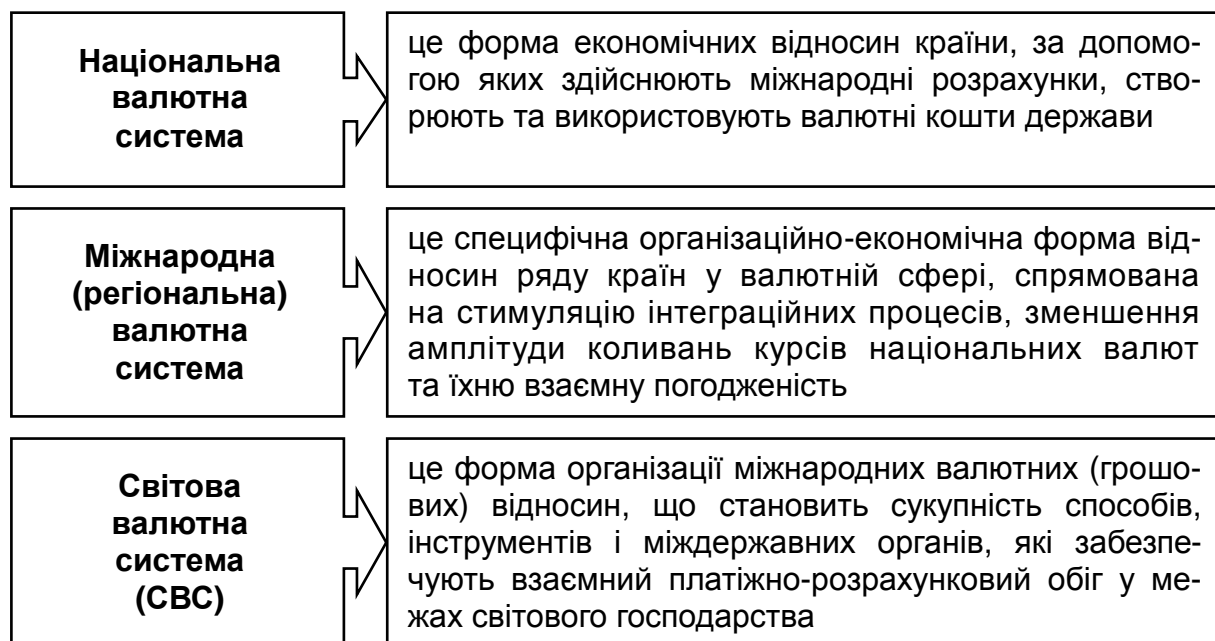 Національна
валютна
система
це форма економічних відносин країни, за допомо-
гою яких здійснюють міжнародні розрахунки, ство-
рюють та використовують валютні кошти держави
Міжнародна
(регіональна)
валютна
система
це специфічна організаційно-економічна форма від-
носин ряду країн у валютній сфері, спрямована
на стимуляцію інтеграційних процесів, зменшення
амплітуди коливань курсів національних валют
та їхню взаємну погодженість
Світова
валютна
система
(СВС)
це форма організації міжнародних валютних (грошо-
вих) відносин, що становить сукупність способів,
інструментів і міждержавних органів, які забезпе-
чують взаємний платіжно-розрахунковий обіг у ме-
жах світового господарства